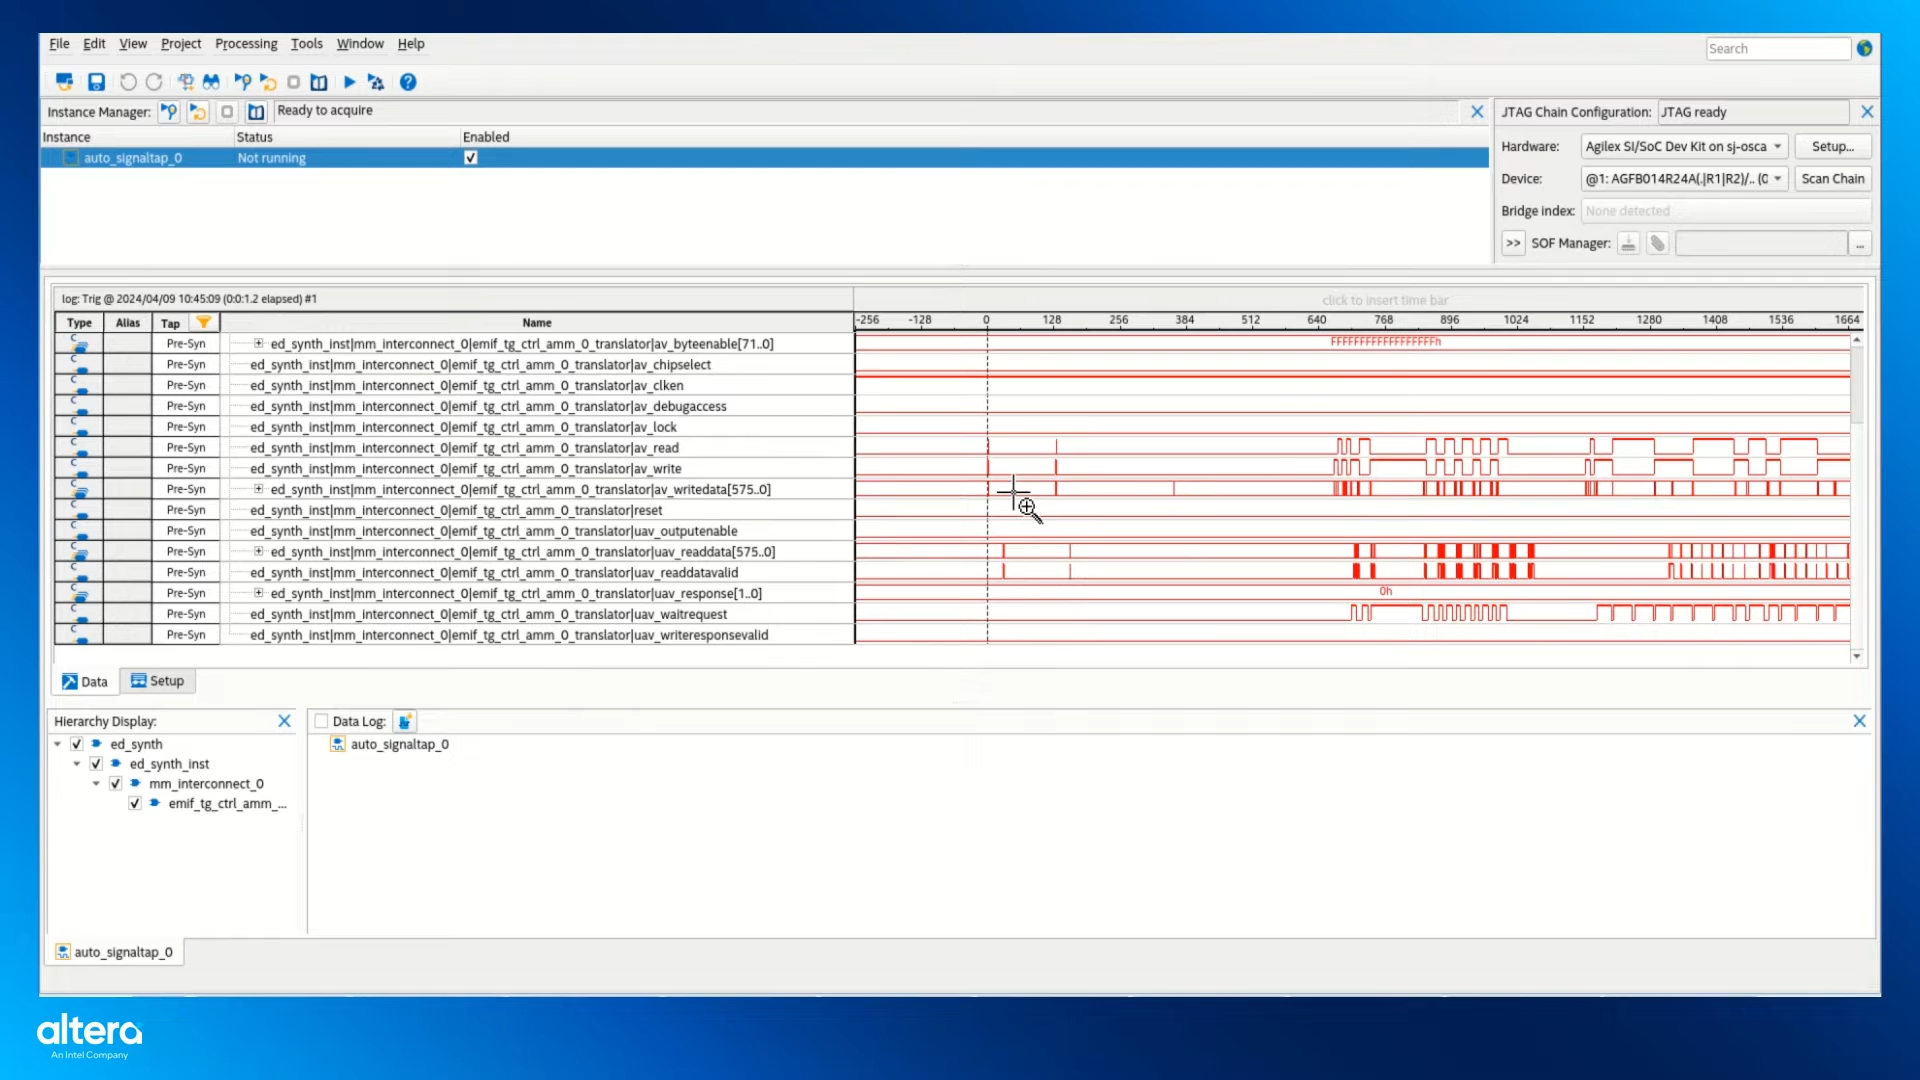 File Edit View Project Processing Tools Window Help
Search
Instance Manager: Ready to acquire
JTAG Chain Configuration: JTAG ready
Instance Status Enabled
auto_signaltap_0 Not running
Hardware: Agilex SI/SoC Dev Kit on sj-osca Setup...
Device: @1: AGFB014R24A(.|R1|R2)/.. (0 Scan Chain
Bridge index: None detected
>> SOF Manager: ...
log: Trig @ 2024/04/09 10:45:09 (0:0:1.2 elapsed) #1
click to insert time bar
Type Alias Tap Name
-256 -128 0 128 256 384 512 640 768 896 1024 1152 1280 1408 1536 1664
Pre-Syn ed_synth_inst|mm_interconnect_0|emif_tg_ctrl_amm_0_translator|av_byteenable[71..0] FFFFFFFFFFFFFFFFFFh
Pre-Syn ed_synth_inst|mm_interconnect_0|emif_tg_ctrl_amm_0_translator|av_chipselect
Pre-Syn ed_synth_inst|mm_interconnect_0|emif_tg_ctrl_amm_0_translator|av_clken
Pre-Syn ed_synth_inst|mm_interconnect_0|emif_tg_ctrl_amm_0_translator|av_debugaccess
Pre-Syn ed_synth_inst|mm_interconnect_0|emif_tg_ctrl_amm_0_translator|av_lock
Pre-Syn ed_synth_inst|mm_interconnect_0|emif_tg_ctrl_amm_0_translator|av_read
Pre-Syn ed_synth_inst|mm_interconnect_0|emif_tg_ctrl_amm_0_translator|av_write
Pre-Syn ed_synth_inst|mm_interconnect_0|emif_tg_ctrl_amm_0_translator|av_writedata[575..0]
Pre-Syn ed_synth_inst|mm_interconnect_0|emif_tg_ctrl_amm_0_translator|reset
Pre-Syn ed_synth_inst|mm_interconnect_0|emif_tg_ctrl_amm_0_translator|uav_outputenable
Pre-Syn ed_synth_inst|mm_interconnect_0|emif_tg_ctrl_amm_0_translator|uav_readdata[575..0]
Pre-Syn ed_synth_inst|mm_interconnect_0|emif_tg_ctrl_amm_0_translator|uav_readdatavalid
Pre-Syn ed_synth_inst|mm_interconnect_0|emif_tg_ctrl_amm_0_translator|uav_response[1..0] 0h
Pre-Syn ed_synth_inst|mm_interconnect_0|emif_tg_ctrl_amm_0_translator|uav_waitrequest
Pre-Syn ed_synth_inst|mm_interconnect_0|emif_tg_ctrl_amm_0_translator|uav_writeresponsevalid
Data Setup
Hierarchy Display:
ed_synth
ed_synth_inst
mm_interconnect_0
emif_tg_ctrl_amm_...
Data Log:
auto_signaltap_0
auto_signaltap_0
altera
An Intel Company